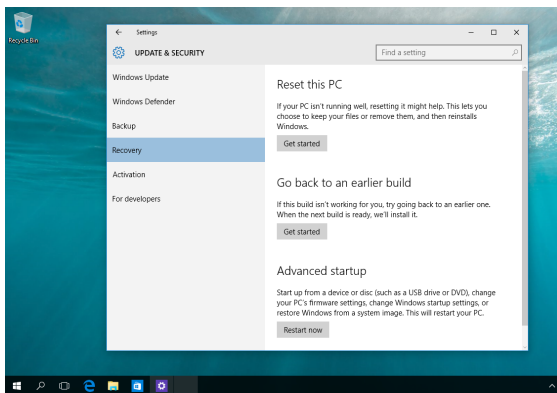 Recycle Bin
Settings
UPDATE & SECURITY
Find a setting
Windows Update
Windows Defender
Backup
Recovery
Activation
For developers
Reset this PC
If your PC isn't running well, resetting it might help. This lets you
choose to keep your files or remove them, and then reinstalls
Windows.
Get started
Go back to an earlier build
If this build isn't working for you, try going back to an earlier one.
When the next build is ready, we'll install it.
Get started
Advanced startup
Start up from a device or disc (such as a USB drive or DVD), change
your PC's firmware settings, change Windows startup settings, or
restore Windows from a system image. This will restart your PC.
Restart now